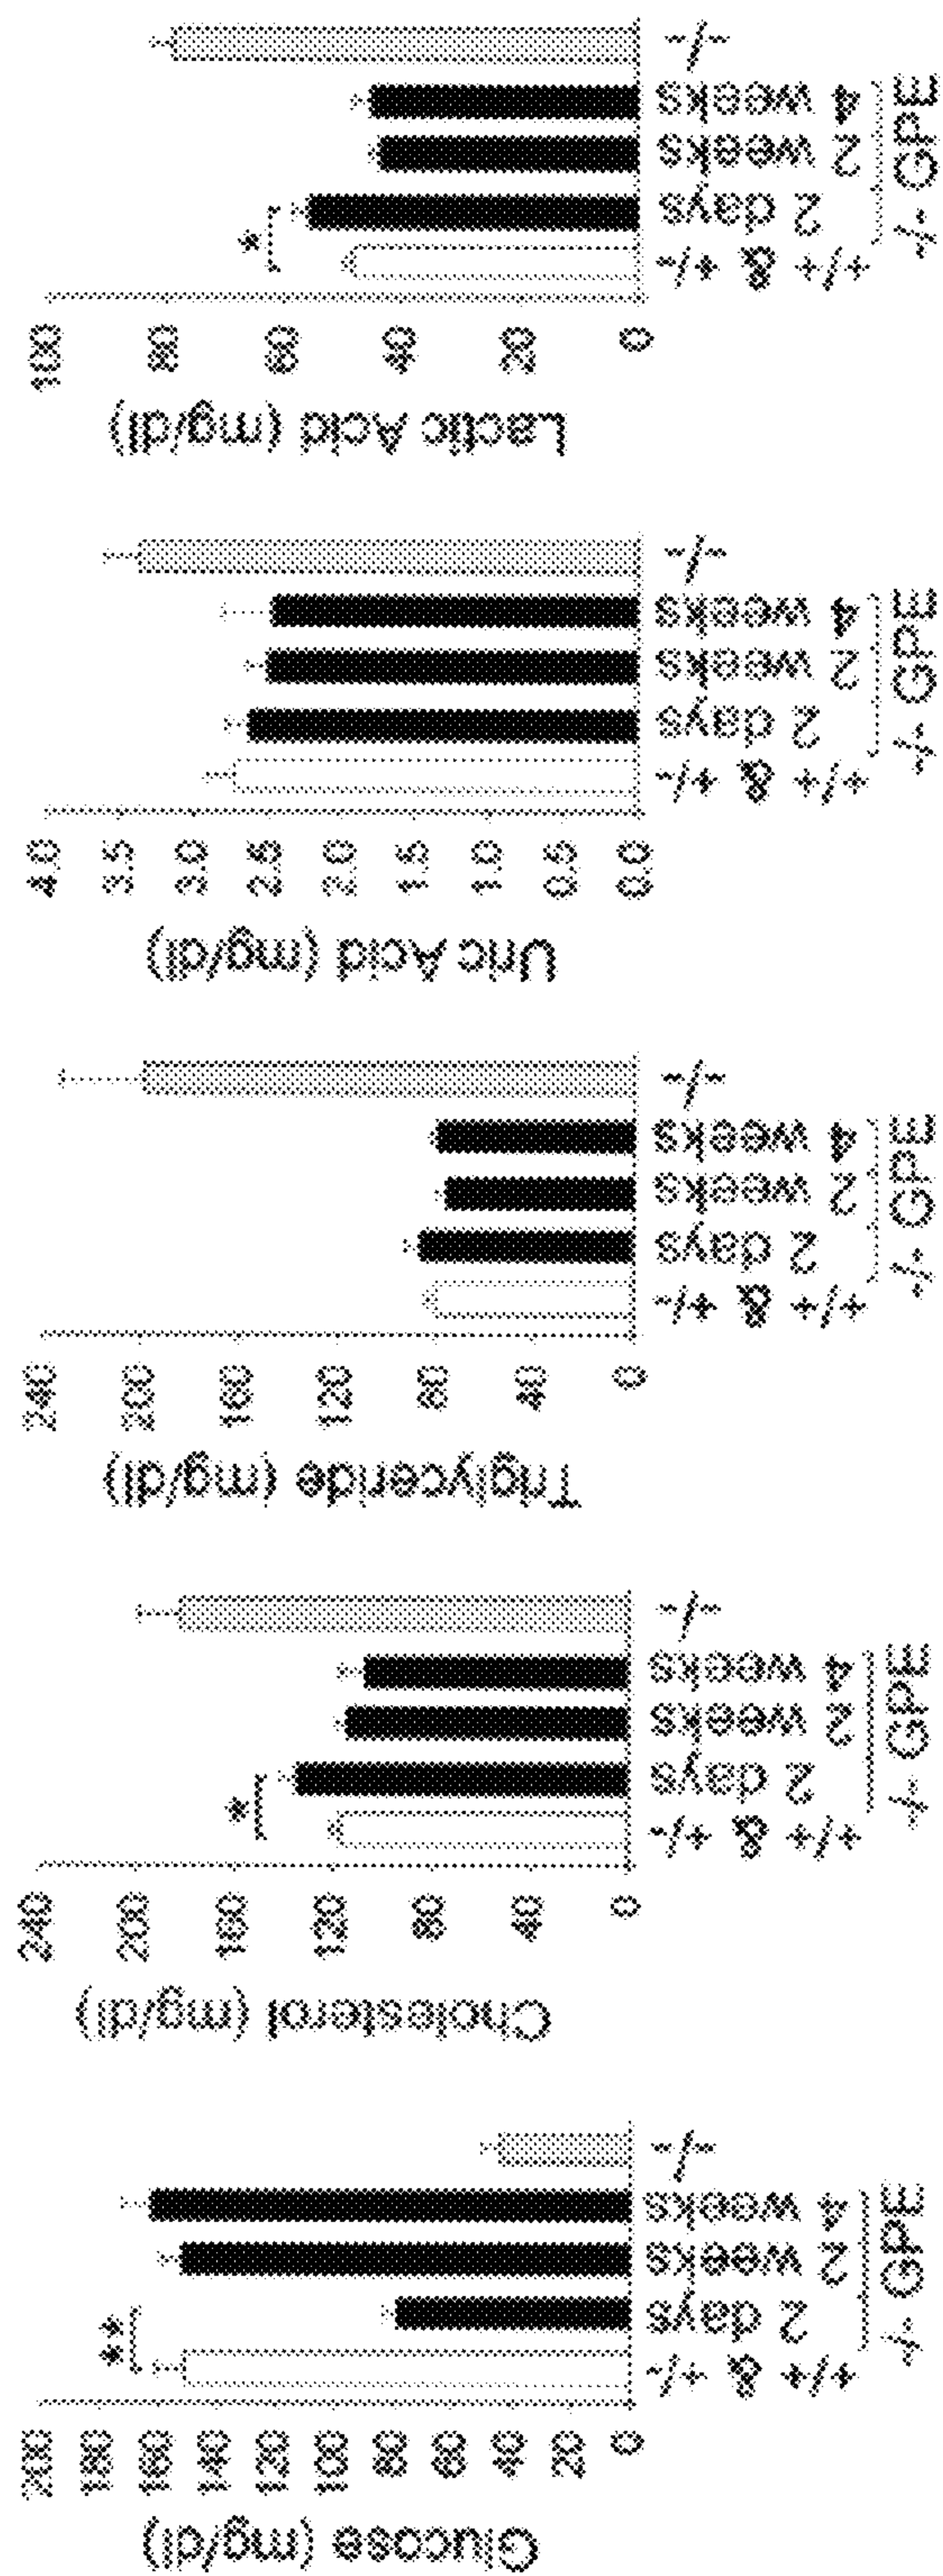 Glucose (mg/dl)
200
180
160
140
120
100
80
60
40
20
0
**
+/+ & +/-
2 days
2 weeks
4 weeks
-/-
-/- GPE
Cholesterol (mg/dl)
240
200
160
120
80
40
0
*
+/+ & +/-
2 days
2 weeks
4 weeks
-/-
-/- GPE
Triglyceride (mg/dl)
240
200
160
120
80
40
0
+/+ & +/-
2 days
2 weeks
4 weeks
-/-
-/- GPE
Uric Acid (mg/dl)
4.0
3.5
3.0
2.5
2.0
1.5
1.0
0.5
0.0
+/+ & +/-
2 days
2 weeks
4 weeks
-/-
-/- GPE
Lactic Acid (mg/dl)
100
80
60
40
20
0
*
+/+ & +/-
2 days
2 weeks
4 weeks
-/-
-/- GPE